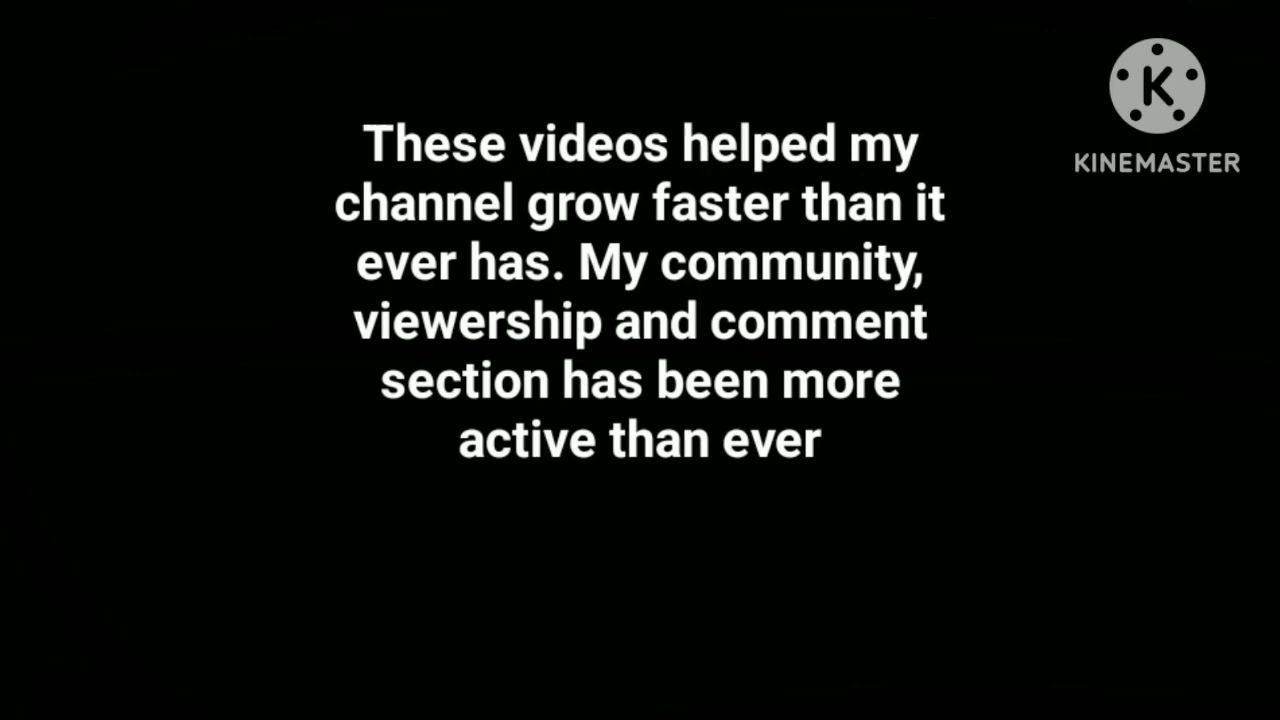 These videos helped my
channel grow faster than it
ever has. My community,
viewership and comment
section has been more
active than ever
K
KINEMASTER